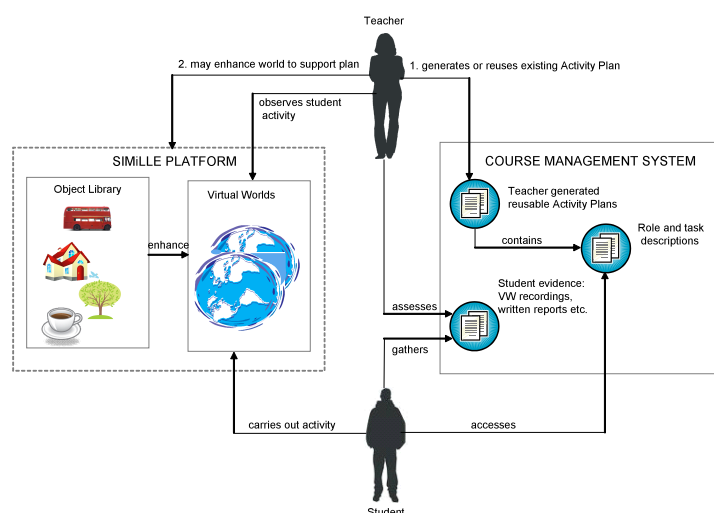 Teacher
2. may enhance world to support plan
1. generates or reuses existing Activity Plan
observes student
activity
SIMiLLE PLATFORM
COURSE MANAGEMENT SYSTEM
Object Library
Virtual Worlds
Teacher generated
reusable Activity Plans
Role and task
descriptions
enhance
contains
Student evidence:
VW recordings,
written reports etc.
assesses
gathers
carries out activity
accesses
Student